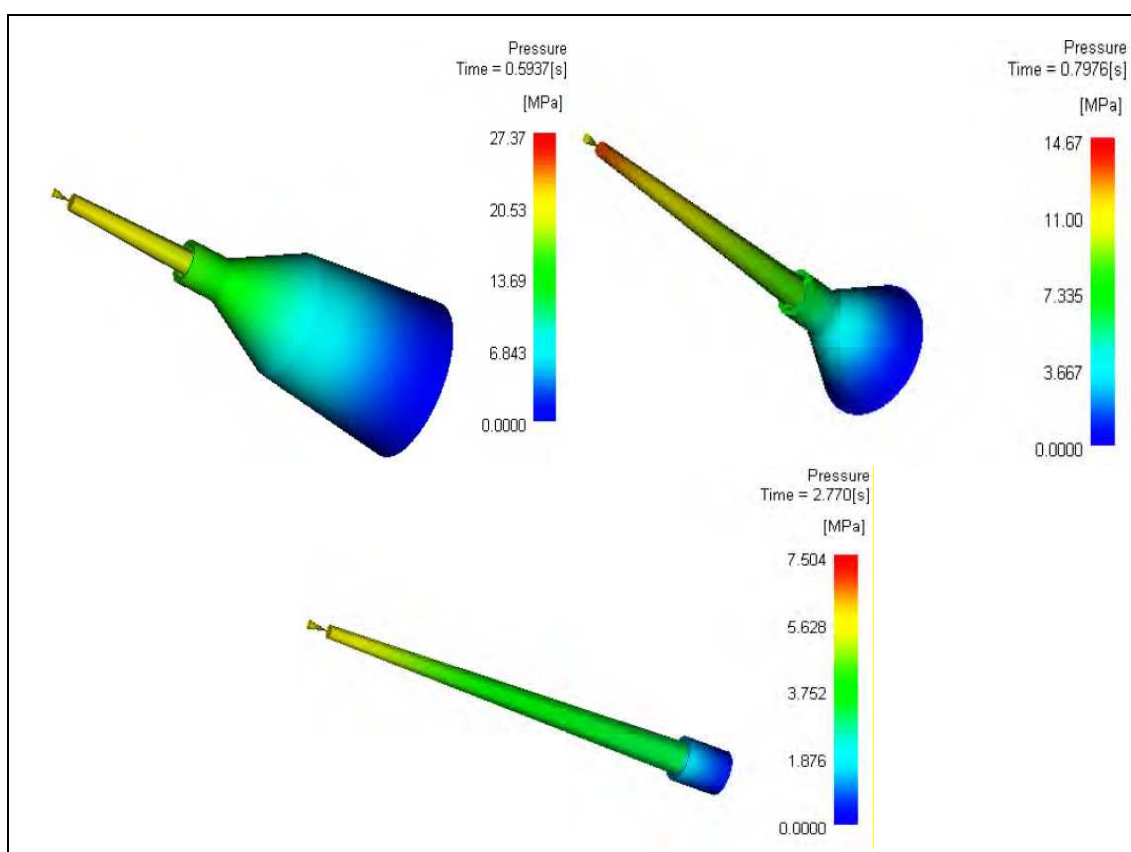 Pressure
Time = 0.5937[s]
[MPa]
27.37
20.53
13.69
6.843
0.0000
Pressure
Time = 0.7976[s]
[MPa]
14.67
11.00
7.335
3.667
0.0000
Pressure
Time = 2.770[s]
[MPa]
7.504
5.628
3.752
1.876
0.0000